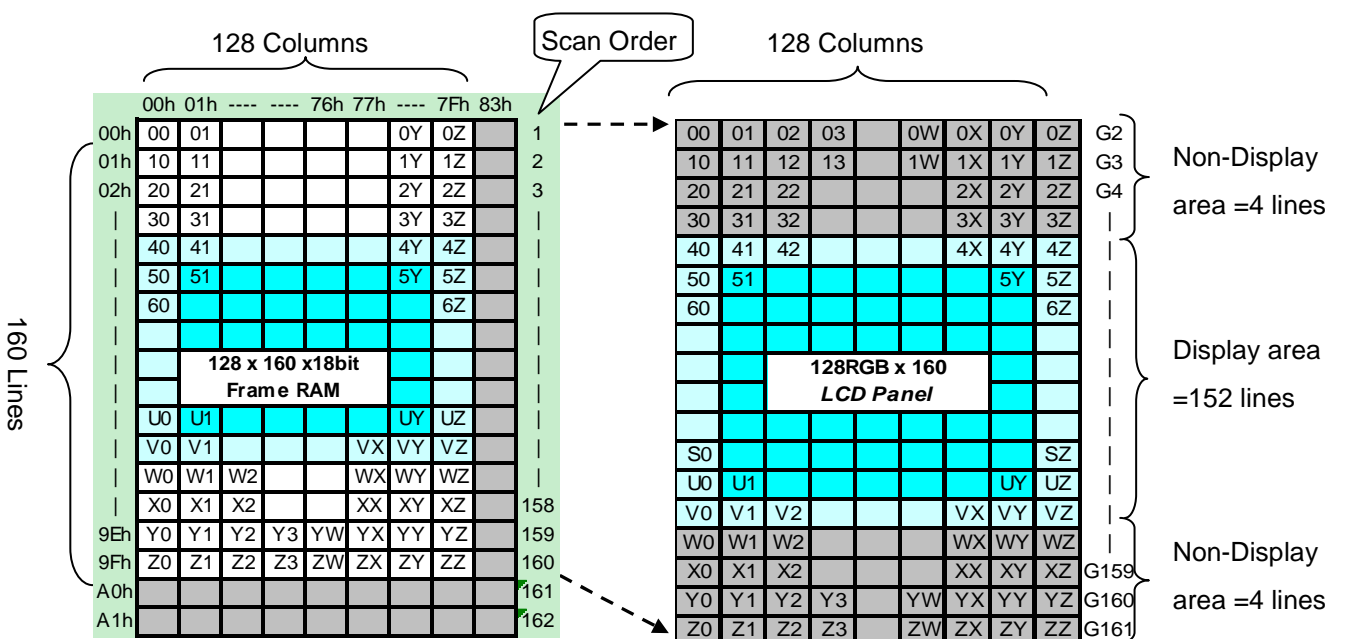 128 Columns
Scan Order
128 Columns
00h 01h ---- ---- 76h 77h ---- 7Fh 83h
00h 00 01 0Y 0Z 1
01h 10 11 1Y 1Z 2
02h 20 21 2Y 2Z 3
| 30 31 3Y 3Z |
| 40 41 4Y 4Z |
| 50 51 5Y 5Z |
| 60 6Z |
128 x 160 x18bit
Frame RAM
| U0 U1 UY UZ |
| V0 V1 VX VY VZ |
| W0 W1 W2 WX WY WZ |
| X0 X1 X2 XX XY XZ 158
9Eh Y0 Y1 Y2 Y3 YW YX YY YZ 159
9Fh Z0 Z1 Z2 Z3 ZW ZX ZY ZZ 160
A0h 161
A1h 162
160 Lines
00 01 02 03 0W 0X 0Y 0Z G2
10 11 12 13 1W 1X 1Y 1Z G3
20 21 22 2X 2Y 2Z G4
30 31 32 3X 3Y 3Z |
40 41 42 4X 4Y 4Z |
50 51 5Y 5Z |
60 6Z |
128RGB x 160
LCD Panel
S0 SZ |
U0 U1 UY UZ |
V0 V1 V2 VX VY VZ |
W0 W1 W2 WX WY WZ |
X0 X1 X2 XX XY XZ G159
Y0 Y1 Y2 Y3 YW YX YY YZ G160
Z0 Z1 Z2 Z3 ZW ZX ZY ZZ G161
Non-Display
area =4 lines
Display area
=152 lines
Non-Display
area =4 lines